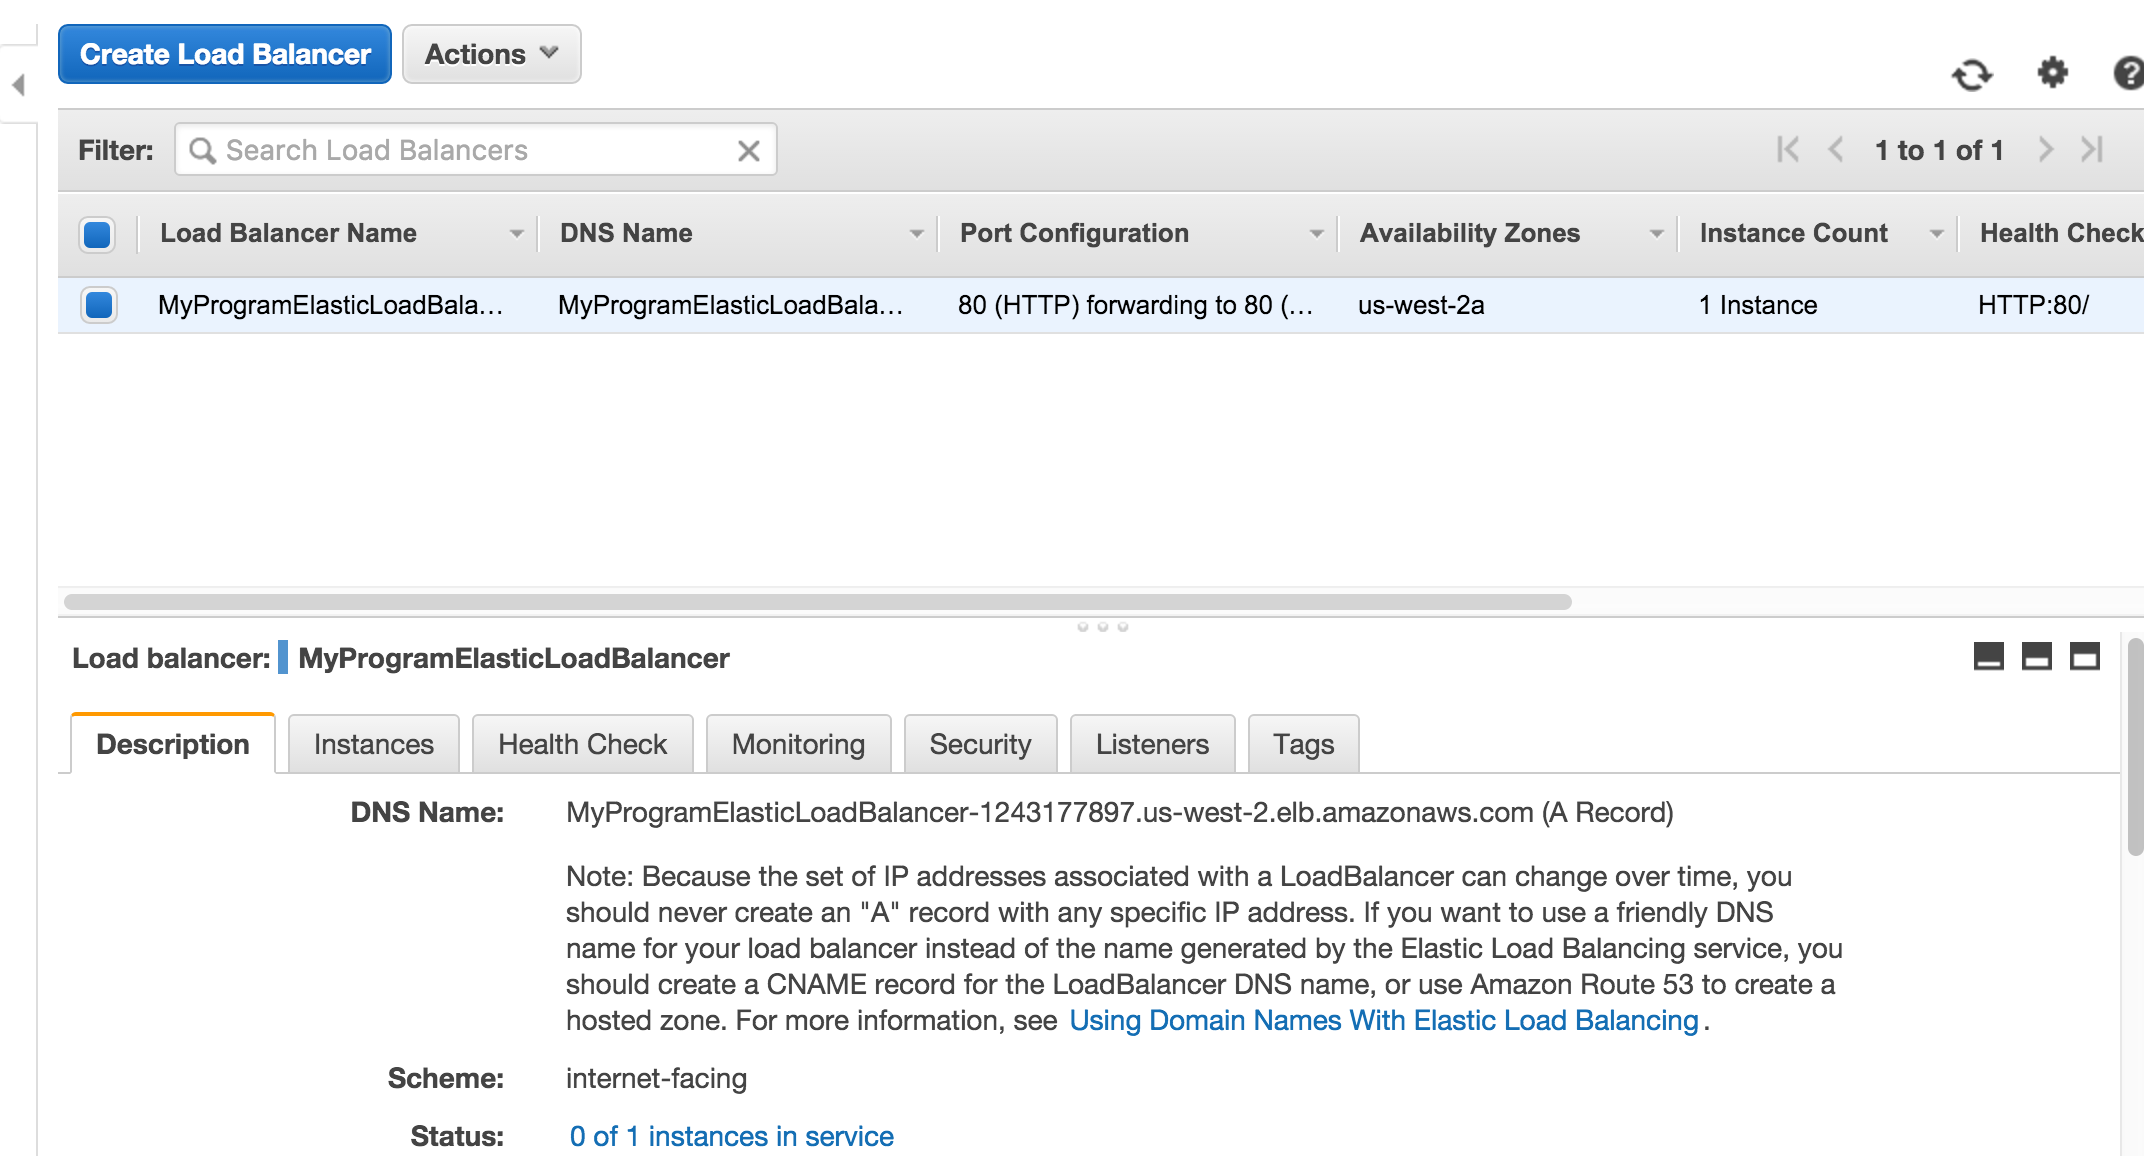 Create Load Balancer Actions
Filter: Search Load Balancers 1 to 1 of 1
Load Balancer Name DNS Name Port Configuration Availability Zones Instance Count Health Check
MyProgramElasticLoadBala... MyProgramElasticLoadBala... 80 (HTTP) forwarding to 80 (... us-west-2a 1 Instance HTTP:80/
Load balancer: MyProgramElasticLoadBalancer
Description Instances Health Check Monitoring Security Listeners Tags
DNS Name: MyProgramElasticLoadBalancer-1243177897.us-west-2.elb.amazonaws.com (A Record)
Note: Because the set of IP addresses associated with a LoadBalancer can change over time, you
should never create an "A" record with any specific IP address. If you want to use a friendly DNS
name for your load balancer instead of the name generated by the Elastic Load Balancing service, you
should create a CNAME record for the LoadBalancer DNS name, or use Amazon Route 53 to create a
hosted zone. For more information, see Using Domain Names With Elastic Load Balancing.
Scheme: internet-facing
Status: 0 of 1 instances in service